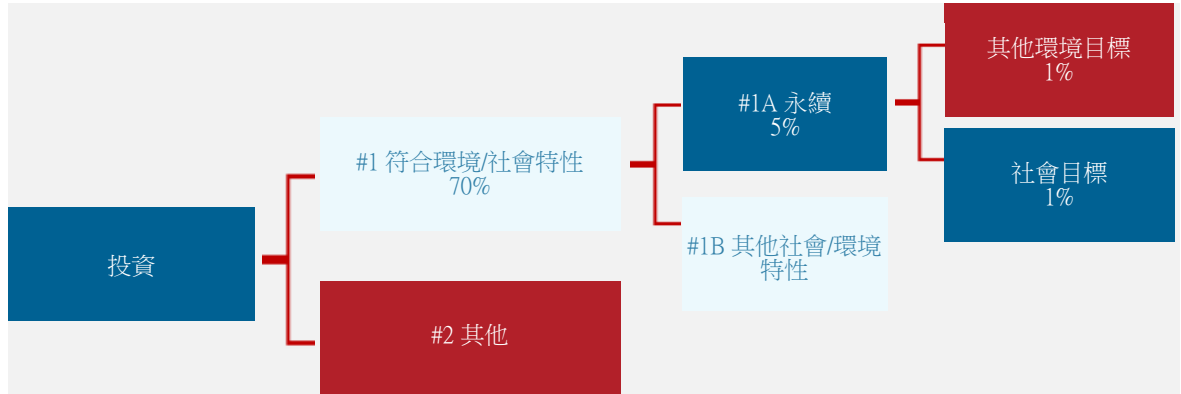 投資
#1 符合環境/社會特性
70%
#2 其他
#1A 永續
5%
#1B 其他社會/環境
特性
其他環境目標
1%
社會目標
1%